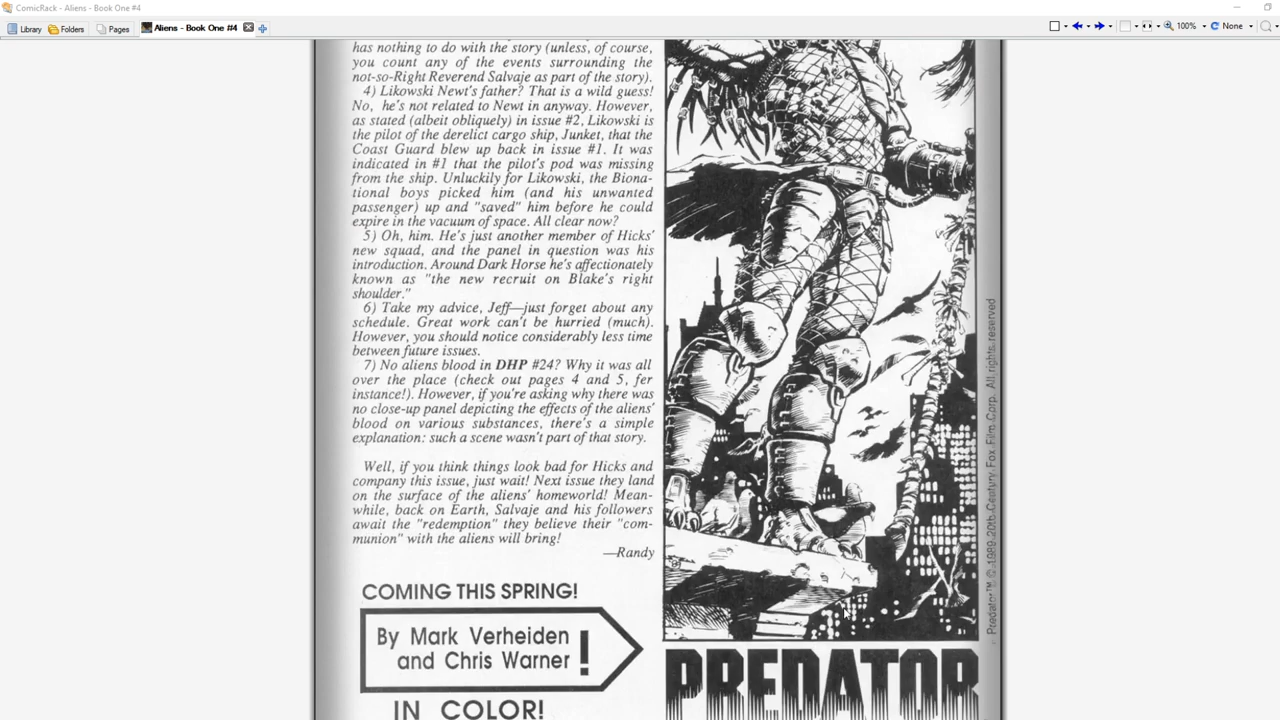 ComicRack - Aliens - Book One #4
Library Folders Pages Aliens - Book One #4 100% None
has nothing to do with the story (unless, of course,
you count any of the events surrounding the
not-so-Right Reverend Salvaje as part of the story).
4) Likowski Newt's father? That is a wild guess!
No, he's not related to Newt in anyway. However,
as stated (albeit obliquely) in issue #2, Likowski is
the pilot of the derelict cargo ship, Junket, that the
Coast Guard blew up back in issue #1. It was
indicated in #1 that the pilot's pod was missing
from the ship. Unluckily for Likowski, the Biona-
tional boys picked him (and his unwanted
passenger) up and "saved" him before he could
expire in the vacuum of space. All clear now?
5) Oh, him. He's just another member of Hicks'
new squad, and the panel in question was his
introduction. Around Dark Horse he's affectionately
known as "the new recruit on Blake's right
shoulder."
6) Take my advice, Jeff—just forget about any
schedule. Great work can't be hurried (much).
However, you should notice considerably less time
between future issues.
7) No aliens blood in DHP #24? Why it was all
over the place (check out pages 4 and 5, fer
instance!). However, if you're asking why there was
no close-up panel depicting the effects of the aliens'
blood on various substances, there's a simple
explanation: such a scene wasn't part of that story.
Well, if you think things look bad for Hicks and
company this issue, just wait! Next issue they land
on the surface of the aliens' homeworld! Mean-
while, back on Earth, Salvaje and his followers
await the "redemption" they believe their "com-
munion" with the aliens will bring!
—Randy
COMING THIS SPRING!
By Mark Verheiden
and Chris Warner !
IN COLOR!
PREDATOR
Predator™ © 1989 20th Century Fox Film Corp. All rights reserved